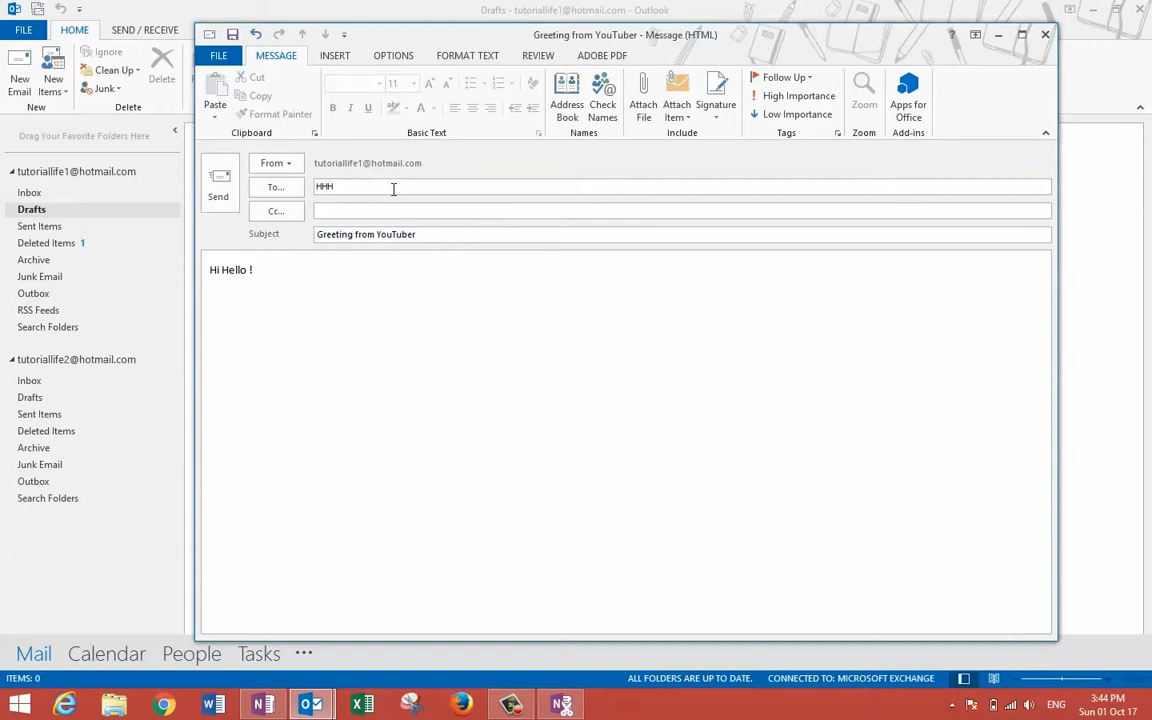 Drafts - tutoriallife1@hotmail.com - Outlook
FILE HOME SEND / RECEIVE
New Email
New Items
Ignore
Clean Up
Junk
Delete
New Delete
Drag Your Favorite Folders Here
tutoriallife1@hotmail.com
Inbox
Drafts
Sent Items
Deleted Items 1
Archive
Junk Email
Outbox
RSS Feeds
Search Folders
tutoriallife2@hotmail.com
Inbox
Drafts
Sent Items
Deleted Items
Archive
Junk Email
Outbox
Search Folders
Greeting from YouTuber - Message (HTML)
FILE MESSAGE INSERT OPTIONS FORMAT TEXT REVIEW ADOBE PDF
Paste
Cut
Copy
Format Painter
Clipboard
11
B I U
Basic Text
Address Book
Check Names
Names
Attach File
Attach Item
Signature
Include
Follow Up
High Importance
Low Importance
Tags
Zoom
Zoom
Apps for Office
Add-ins
Send
From tutoriallife1@hotmail.com
To... HHH
Cc...
Subject Greeting from YouTuber
Hi Hello !
Mail Calendar People Tasks
ITEMS: 0 ALL FOLDERS ARE UP TO DATE. CONNECTED TO: MICROSOFT EXCHANGE
ENG
3:44 PM
Sun 01 Oct 17